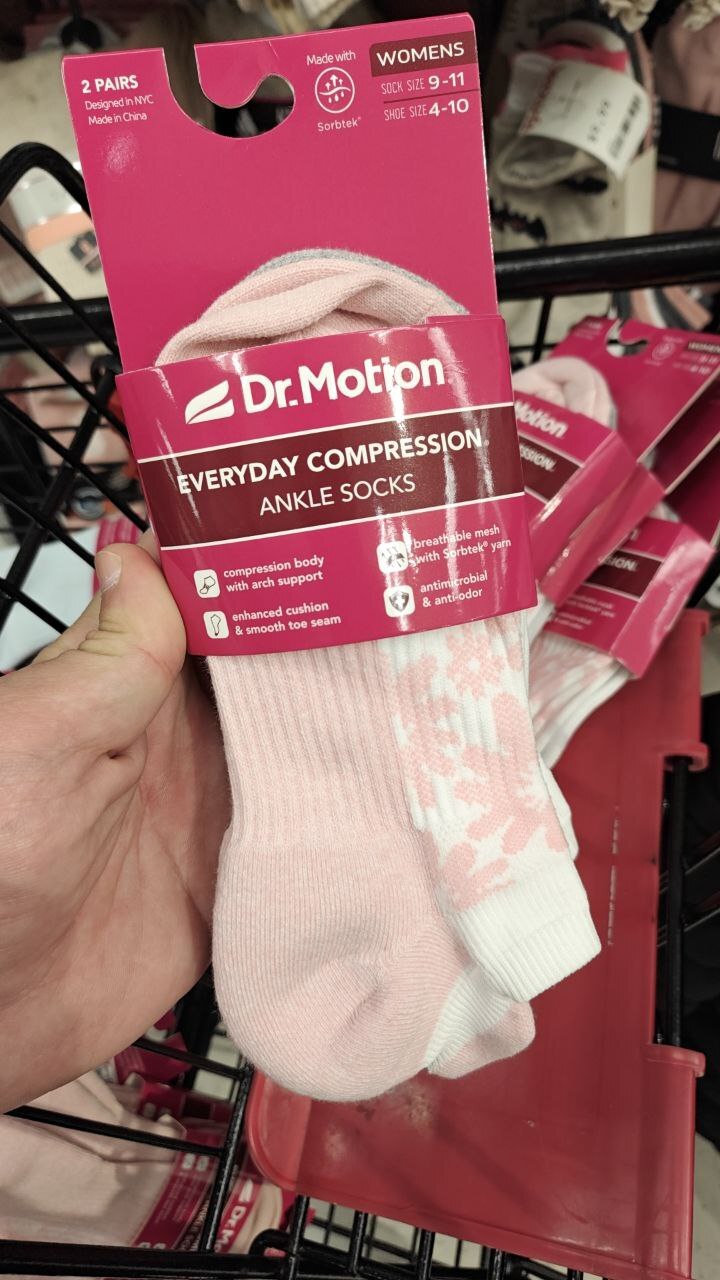 2 PAIRS
Designed in NYC
Made in China
Made with
Sorbtek®
WOMENS
SOCK SIZE 9-11
SHOE SIZE 4-10
Dr.Motion
EVERYDAY COMPRESSION
ANKLE SOCKS
compression body
with arch support
enhanced cushion
& smooth toe seam
breathable mesh
with Sorbtek® yarn
antimicrobial
& anti-odor
Motion
Dr.M